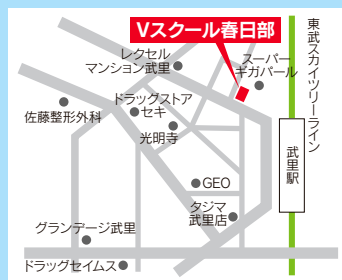 Vスクール春日部
レクセル
マンション武里
スーパー
ギガパール
東武スカイツリーライン
ドラッグストア
セキ
佐藤整形外科
光明寺
武里駅
GEO
タジマ
武里店
グランデージ武里
ドラッグセイムス